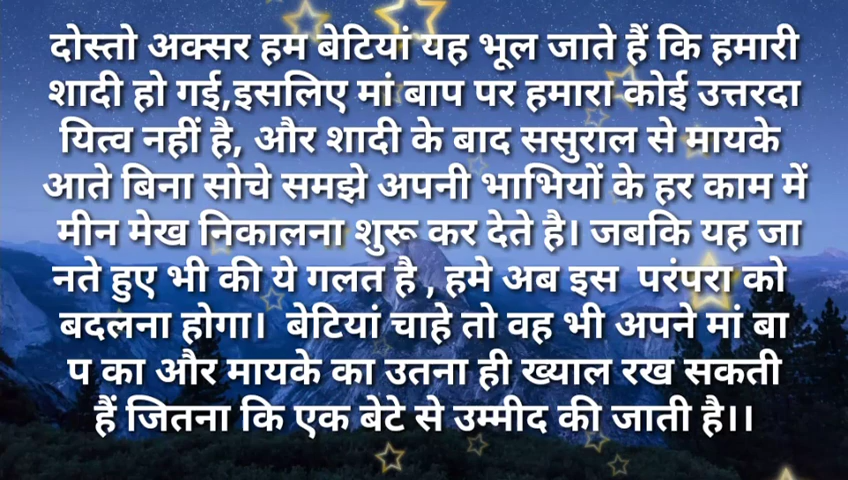 दोस्तो अक्सर हम बेटियां यह भूल जाते हैं कि हमारी
शादी हो गई,इसलिए मां बाप पर हमारा कोई उत्तरदा
यित्व नहीं है, और शादी के बाद ससुराल से मायके
आते बिना सोचे समझे अपनी भाभियों के हर काम में
मीन मेख निकालना शुरू कर देते है। जबकि यह जा
नते हुए भी की ये गलत है , हमे अब इस परंपरा को
बदलना होगा। बेटियां चाहे तो वह भी अपने मां बा
प का और मायके का उतना ही ख्याल रख सकती
हैं जितना कि एक बेटे से उम्मीद की जाती है।।